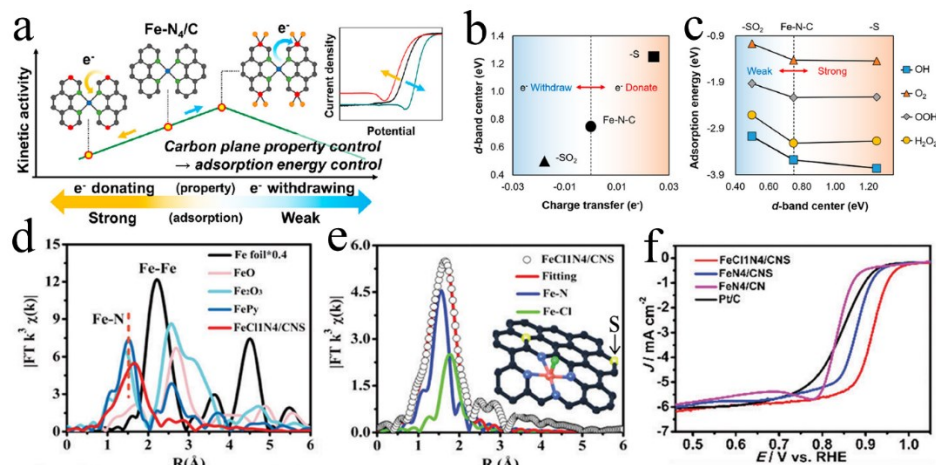 a
Fe-N₄/C
e⁻
e⁻
Kinetic activity
Current density
Potential
Carbon plane property control
→ adsorption energy control
e⁻ donating (property) e⁻ withdrawing
Strong (adsorption) Weak
b
d-band center (eV)
1.4
1.2
1.0
0.8
0.6
0.4
-S
e⁻ Withdraw
e⁻ Donate
Fe-N-C
-SO₂
-0.03 -0.01 0.01 0.03
Charge transfer (e⁻)
c
-SO₂ Fe-N-C -S
Adsorption energy (eV)
-0.9
-1.9
-2.9
-3.9
Weak Strong
OH
O₂
OOH
H₂O₂
0.40 0.60 0.80 1.00 1.20
d-band center (eV)
d
|FT k³ χ(k)|
15
12
9
6
3
0
Fe-Fe
Fe-N
Fe foil*0.4
FeO
Fe₂O₃
FePy
FeCl1N4/CNS
0 1 2 3 4 5 6
R(Å)
e
|FT k³ χ(k)|
6.0
4.5
3.0
1.5
0.0
FeCl1N4/CNS
Fitting
Fe-N
Fe-Cl
S
0 1 2 3 4 5 6
R (Å)
f
J / mA cm⁻²
0
-1
-2
-3
-4
-5
-6
-7
FeCl1N4/CNS
FeN4/CNS
FeN4/CN
Pt/C
0.5 0.6 0.7 0.8 0.9 1.0
E / V vs. RHE